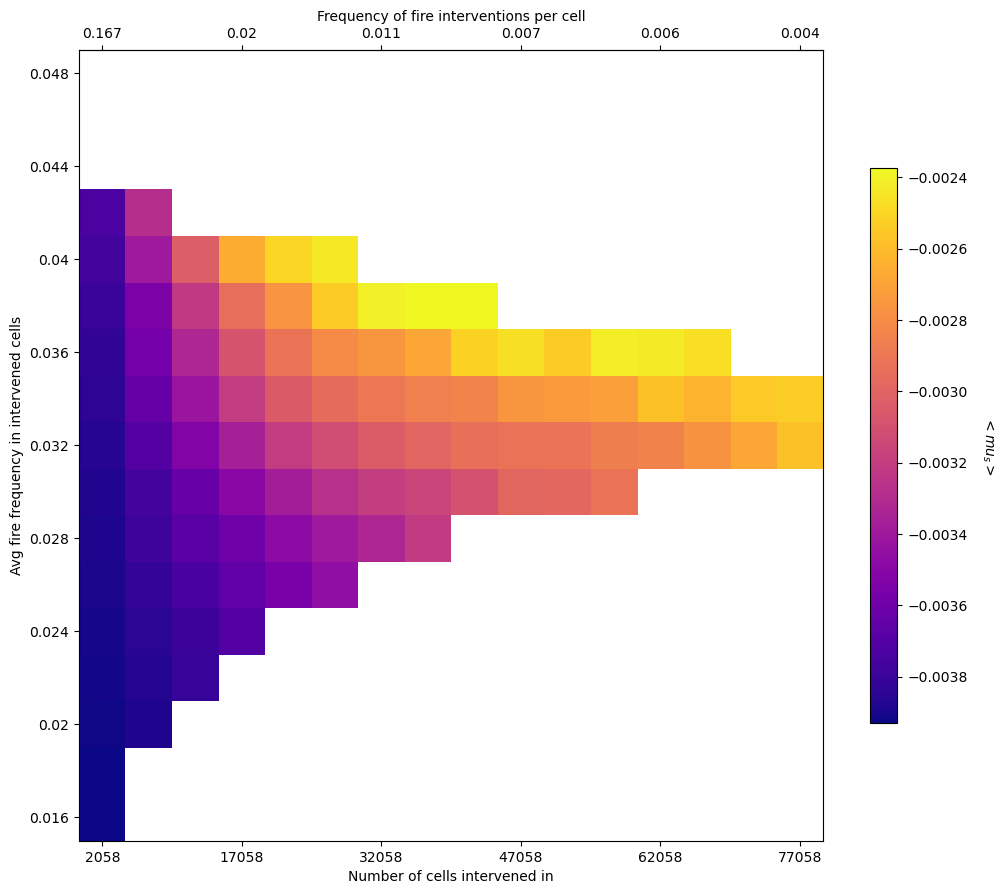 Frequency of fire interventions per cell
0.167 0.02 0.011 0.007 0.006 0.004
0.048
0.044
0.04
0.036
0.032
0.028
0.024
0.02
0.016
Avg fire frequency in intervened cells
2058 17058 32058 47058 62058 77058
Number of cells intervened in
−0.0024
−0.0026
−0.0028
−0.0030
−0.0032
−0.0034
−0.0036
−0.0038
< mu_s >